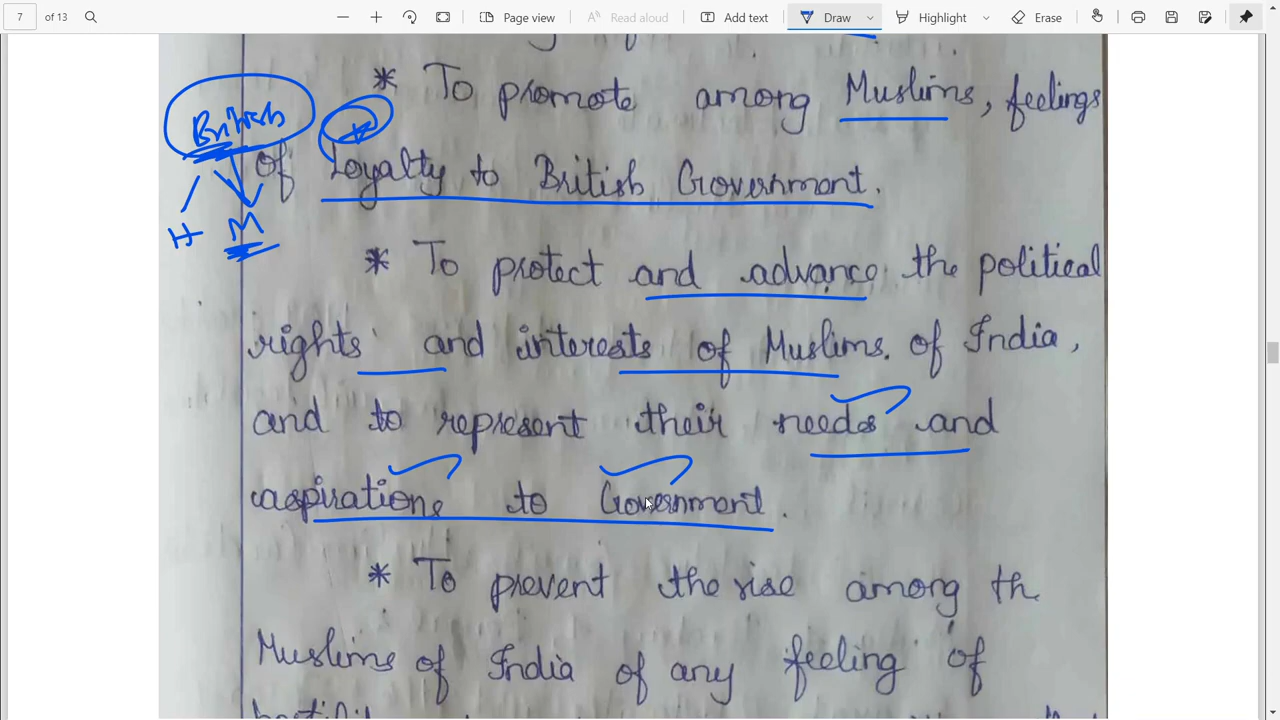 7 of 13 Page view Read aloud Add text Draw Highlight Erase
* To promote among Muslims, feelings
British
of Loyalty to British Government.
H M
* To protect and advance the political
rights and interests of Muslims. of India,
and to represent their needs and
aspirations to Government.
* To prevent the rise among th
Muslims of India of any feeling of